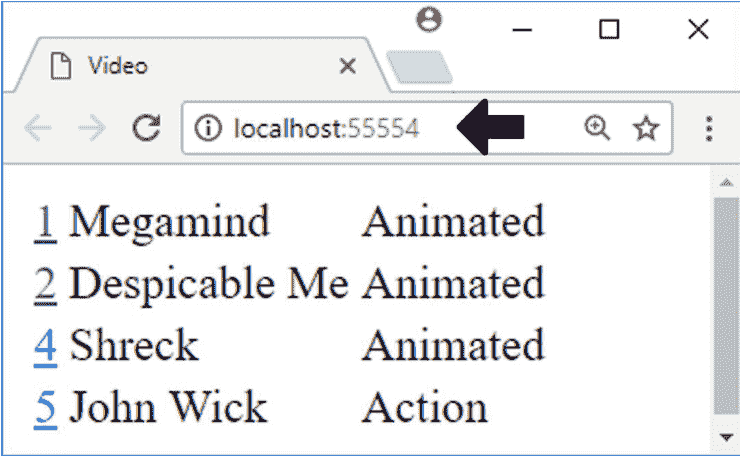 Video
localhost:55554
1 Megamind Animated
2 Despicable Me Animated
4 Shreck Animated
5 John Wick Action